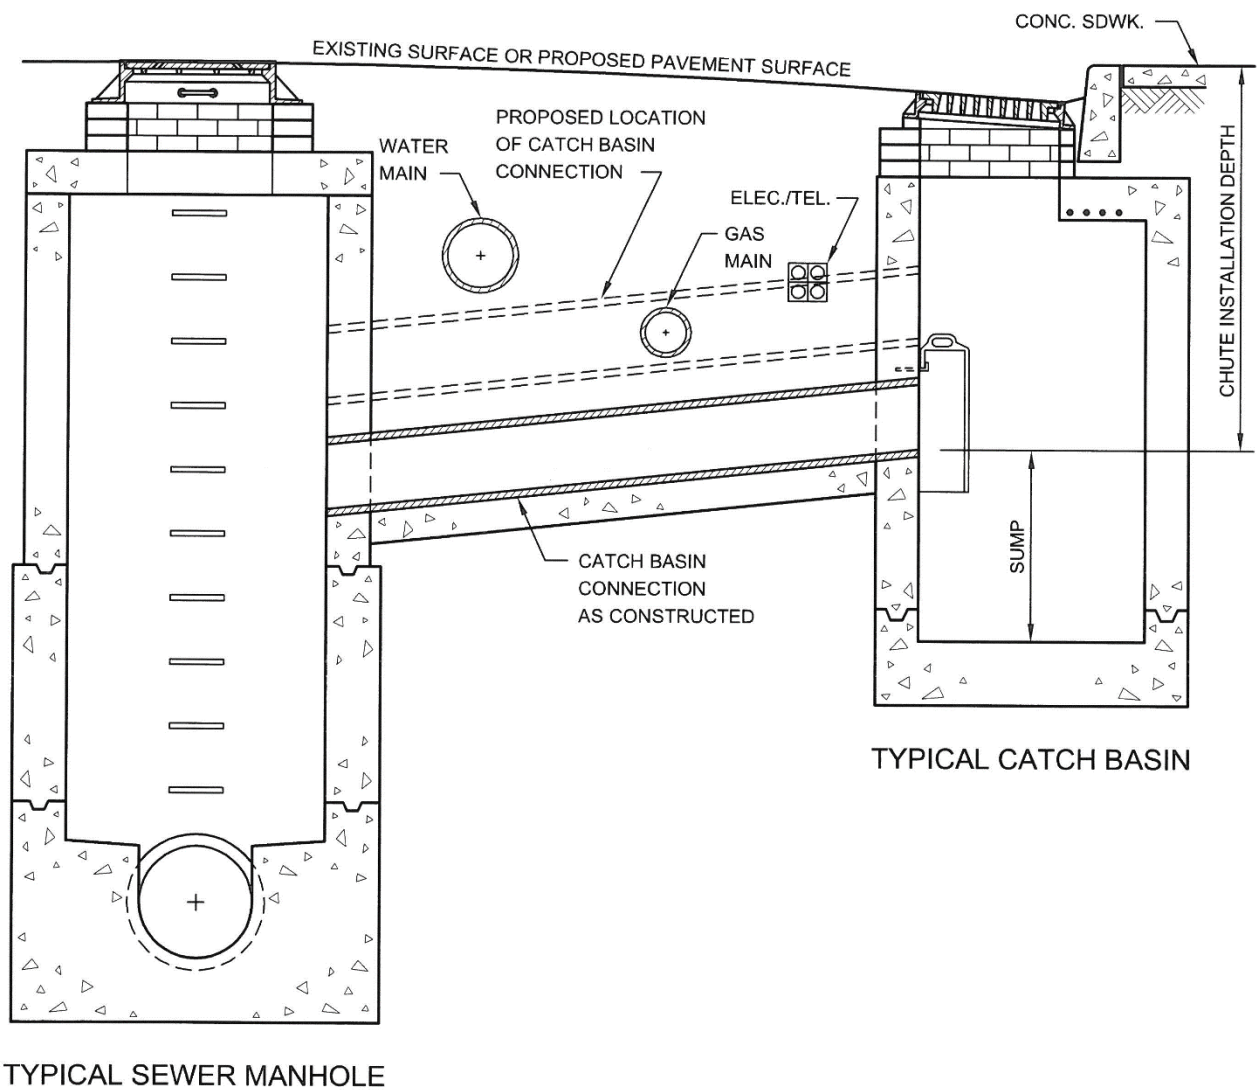 CONC. SDWK.
EXISTING SURFACE OR PROPOSED PAVEMENT SURFACE
PROPOSED LOCATION
OF CATCH BASIN
CONNECTION
WATER
MAIN
ELEC./TEL.
GAS
MAIN
CHUTE INSTALLATION DEPTH
SUMP
CATCH BASIN
CONNECTION
AS CONSTRUCTED
TYPICAL CATCH BASIN
TYPICAL SEWER MANHOLE